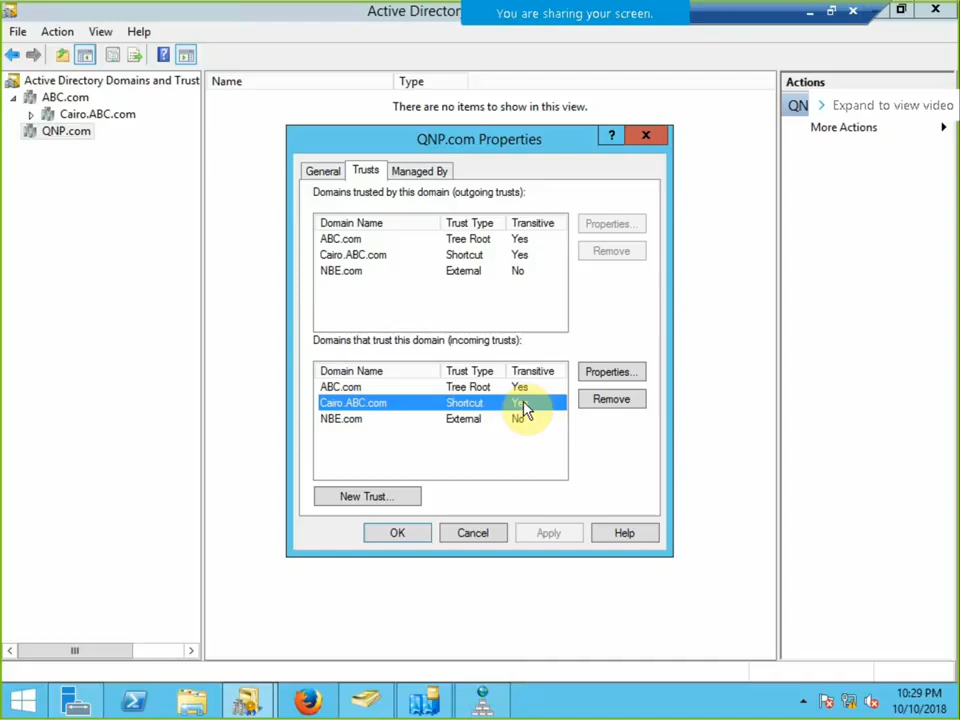 Active Director
You are sharing your screen.
File Action View Help
Active Directory Domains and Trust
ABC.com
Cairo.ABC.com
QNP.com
Name Type
There are no items to show in this view.
Actions
QN
Expand to view video
More Actions
QNP.com Properties
?
General Trusts Managed By
Domains trusted by this domain (outgoing trusts):
Domain Name Trust Type Transitive
ABC.com Tree Root Yes
Cairo.ABC.com Shortcut Yes
NBE.com External No
Properties...
Remove
Domains that trust this domain (incoming trusts):
Domain Name Trust Type Transitive
ABC.com Tree Root Yes
Cairo.ABC.com Shortcut Yes
NBE.com External No
Properties...
Remove
New Trust...
OK Cancel Apply Help
10:29 PM
10/10/2018